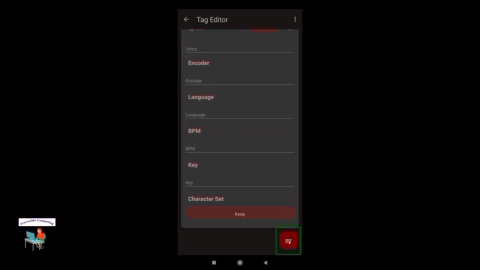 Tag Editor
Lyrics
Encoder
Encoder
Language
Language
BPM
BPM
Key
Key
Character Set
Keep